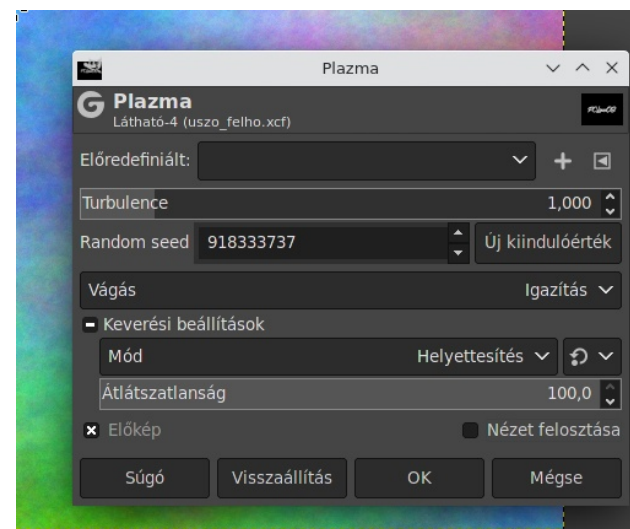 Plazma
Plazma
Látható-4 (uszo_felho.xcf)
Előredefiniált:
Turbulence 1,000
Random seed 918333737 Új kiindulóérték
Vágás Igazítás
Keverési beállítások
Mód Helyettesítés
Átlátszatlanság 100,0
Előkép Nézet felosztása
Súgó Visszaállítás OK Mégse